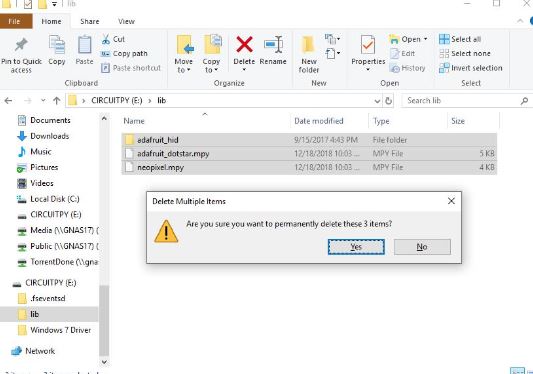 lib
File
Home
Share
View
Pin to Quick access
Copy
Paste
Cut
Copy path
Paste shortcut
Clipboard
Move to
Copy to
Delete
Rename
Organize
New folder
New
Properties
Open
Edit
History
Open
Select all
Select none
Invert selection
Select
CIRCUITPY (E:) > lib
Search lib
Name
Date modified
Type
Size
adafruit_hid
9/15/2017 4:43 PM
File folder
adafruit_dotstar.mpy
12/18/2018 10:03 ...
MPY File
5 KB
neopixel.mpy
12/18/2018 10:03 ...
MPY File
4 KB
Documents
Downloads
Music
Pictures
Videos
Local Disk (C:)
CIRCUITPY (E:)
Media (\\GNAS17)
Public (\\GNAS17)
TorrentDone (\\gnas
CIRCUITPY (E:)
.fseventsd
lib
Windows 7 Driver
Network
Delete Multiple Items
Are you sure you want to permanently delete these 3 items?
Yes
No